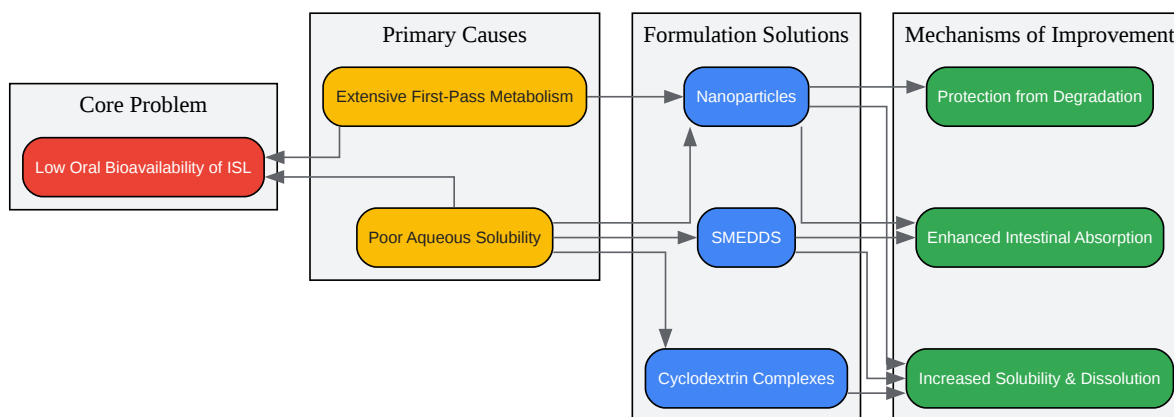 Core Problem
Low Oral Bioavailability of ISL
Primary Causes
Extensive First-Pass Metabolism
Poor Aqueous Solubility
Formulation Solutions
Nanoparticles
SMEDDS
Cyclodextrin Complexes
Mechanisms of Improvement
Protection from Degradation
Enhanced Intestinal Absorption
Increased Solubility & Dissolution